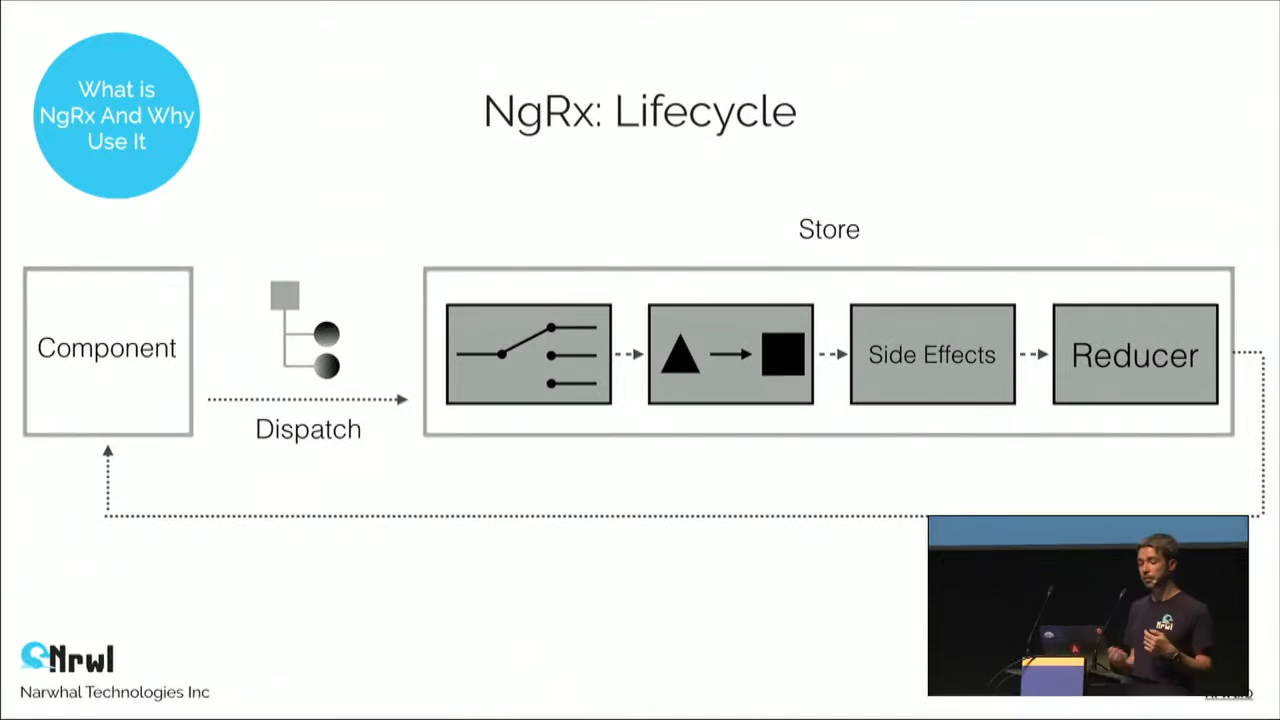 What is
NgRx And Why
Use It
NgRx: Lifecycle
Store
Component
Dispatch
Side Effects
Reducer
Nrwl
Narwhal Technologies Inc
Nrwl